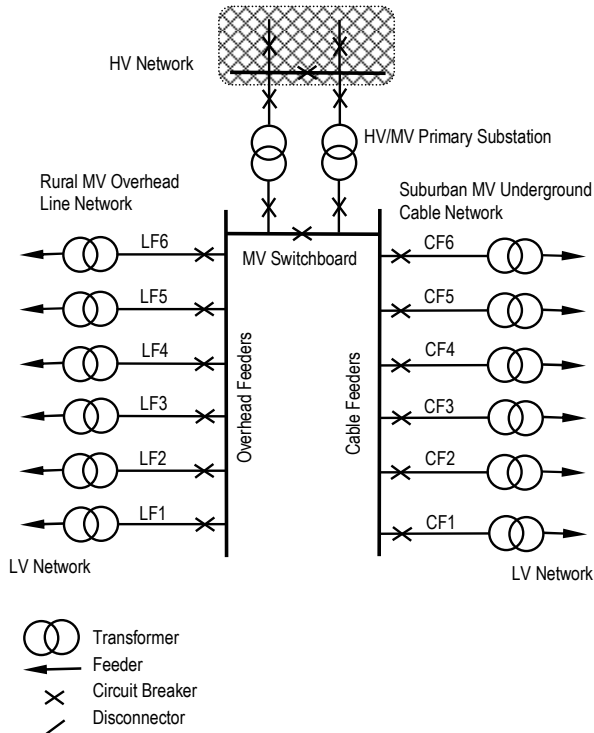 HV Network
HV/MV Primary Substation
Rural MV Overhead
Line Network
Suburban MV Underground
Cable Network
MV Switchboard
LF6
LF5
LF4
LF3
LF2
LF1
Overhead Feeders
Cable Feeders
CF6
CF5
CF4
CF3
CF2
CF1
LV Network
LV Network
Transformer
Feeder
Circuit Breaker
Disconnector